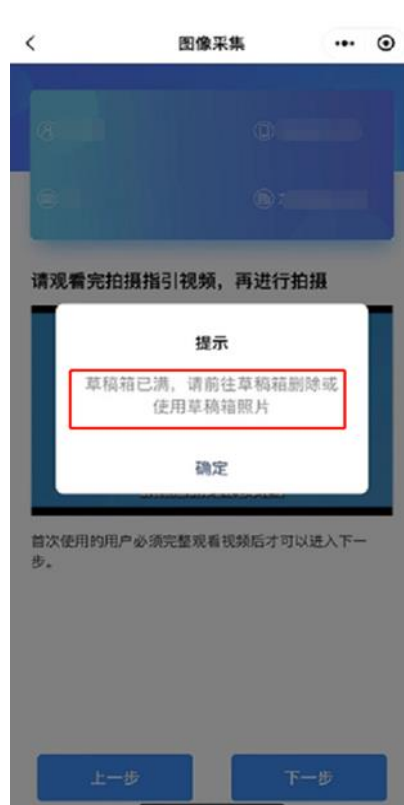 图像采集
请观看完拍摄指引视频，再进行拍摄
提示
草稿箱已满，请前往草稿箱删除或
使用草稿箱照片
确定
首次使用的用户必须完整观看视频后才可以进入下一
步。
上一步
下一步